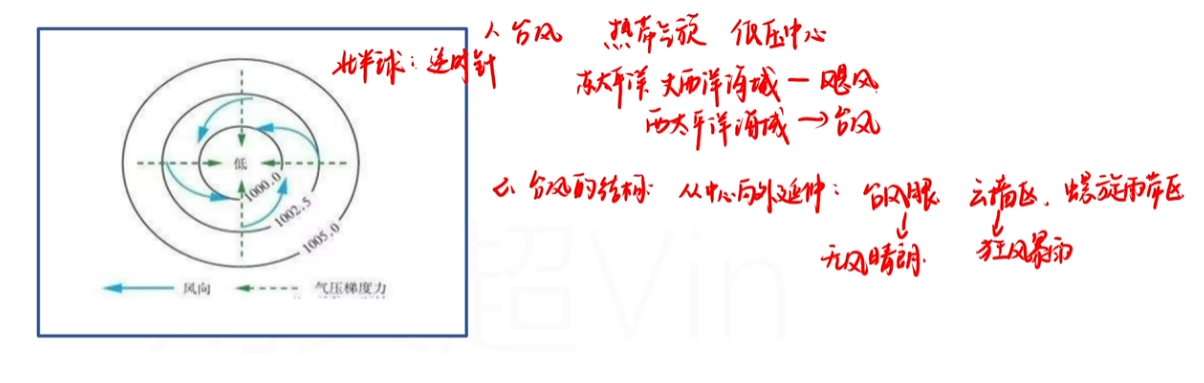 1、台风 热带气旋 低压中心
北半球：逆时针
东太平洋 大西洋海域 — 飓风
西太平洋海域 → 台风
2、台风的结构: 从中心向外延伸：台风眼 云墙区、螺旋雨带区
无风晴朗. 狂风暴雨
低
1000.0
1002.5
1005.0
风向 气压梯度力
超Vin